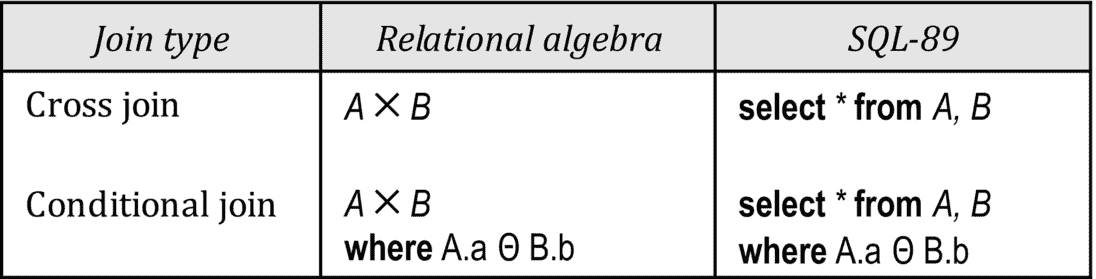 Join type Relational algebra SQL-89
Cross join A × B select * from A, B
Conditional join A × B select * from A, B
where A.a Θ B.b where A.a Θ B.b